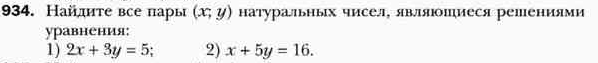 934. Найдите все пары (x; y) натуральных чисел, являющиеся решениями
уравнения:
1) 2x + 3y = 5; 2) x + 5y = 16.